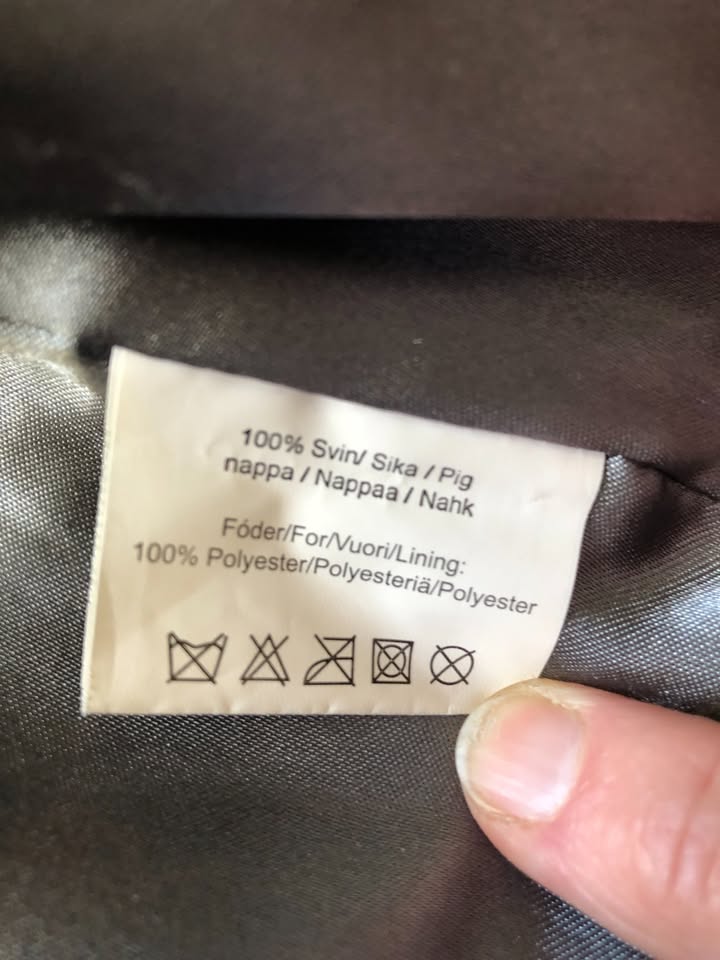 100% Svin/ Sika / Pig
nappa / Nappaa / Nahk
Fóder/For/Vuori/Lining:
100% Polyester/Polyesteriä/Polyester